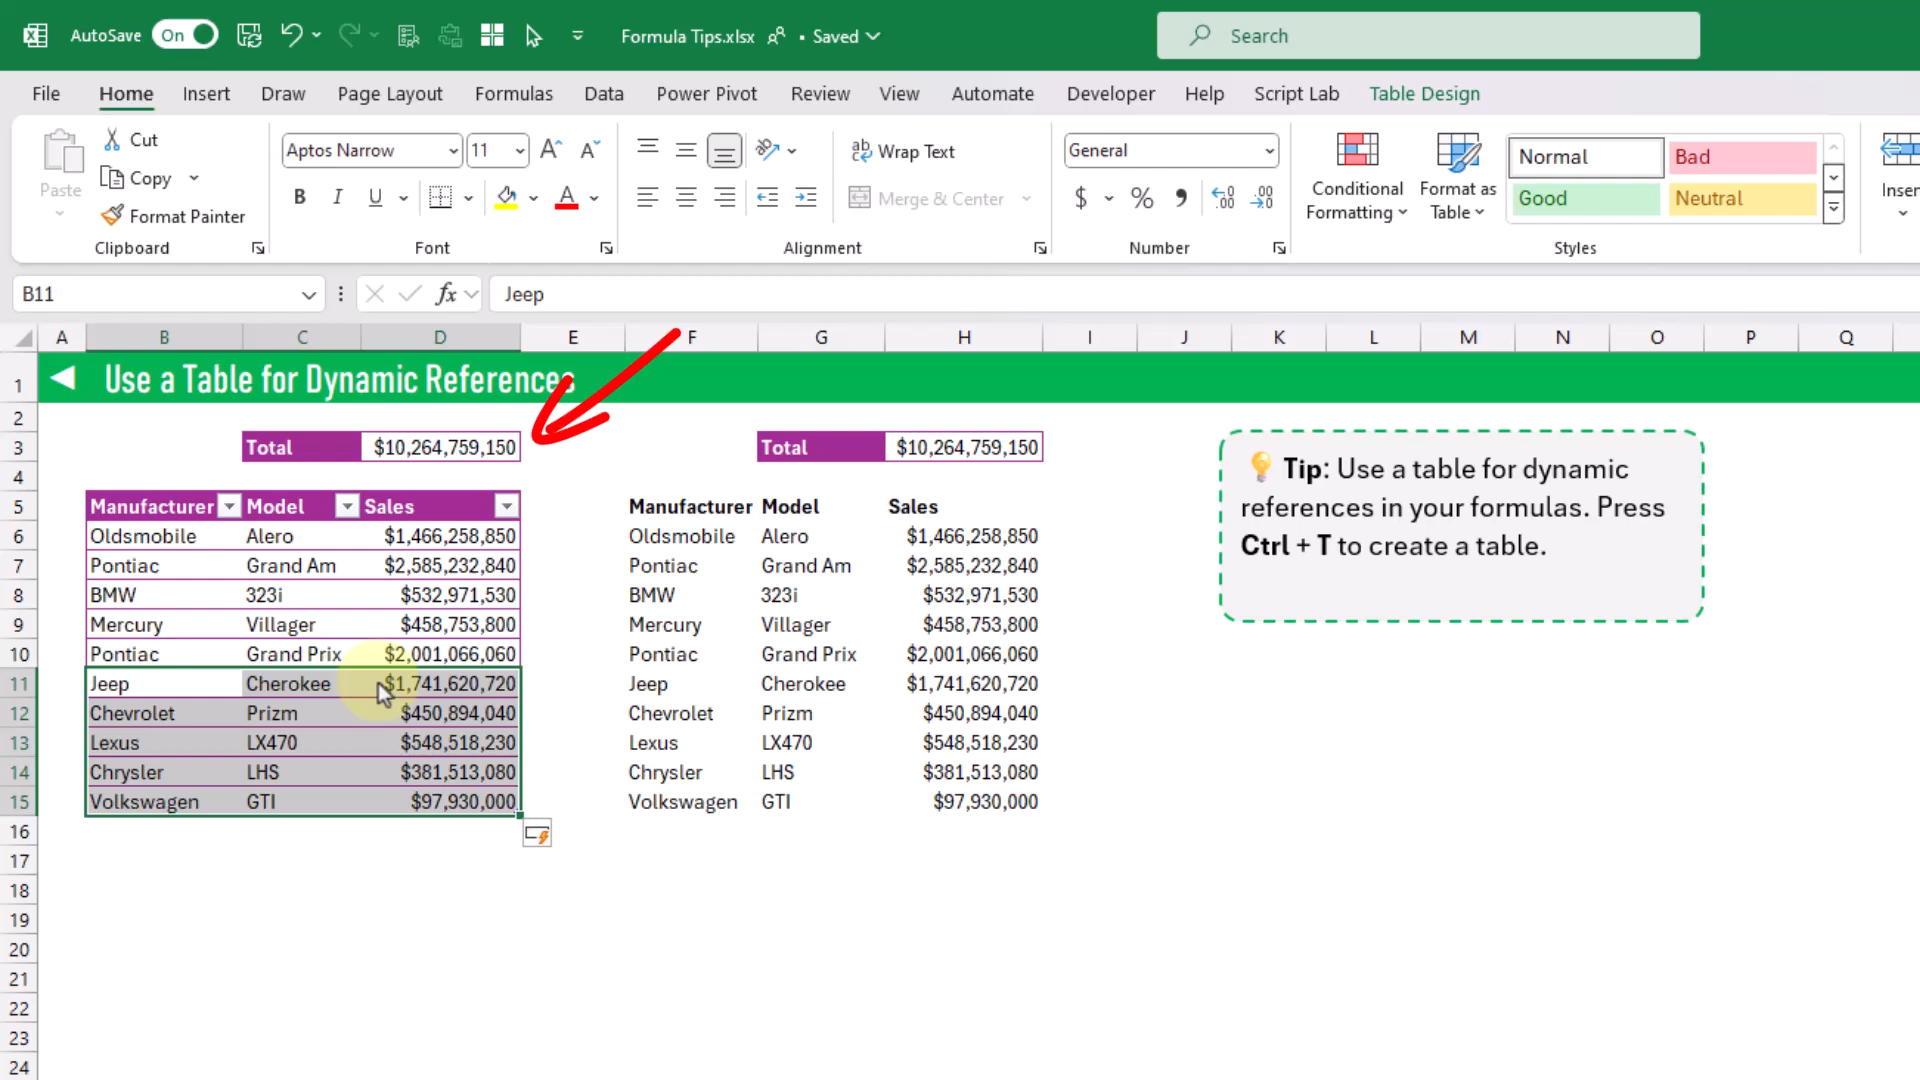 AutoSave On Formula Tips.xlsx • Saved Search
File Home Insert Draw Page Layout Formulas Data Power Pivot Review View Automate Developer Help Script Lab Table Design
Paste Cut
Copy
Format Painter
Clipboard
Aptos Narrow 11
B I U A
Font
Wrap Text
Merge & Center
Alignment
General
$ % 9
Number
Conditional Formatting
Format as Table
Normal Bad
Good Neutral
Styles
B11 fx Jeep
A B C D E F G H I J K L M N O P Q
1 Use a Table for Dynamic References
2
3 Total $10,264,759,150 Total $10,264,759,150
4
5 Manufacturer Model Sales Manufacturer Model Sales
6 Oldsmobile Alero $1,466,258,850 Oldsmobile Alero $1,466,258,850
7 Pontiac Grand Am $2,585,232,840 Pontiac Grand Am $2,585,232,840
8 BMW 323i $532,971,530 BMW 323i $532,971,530
9 Mercury Villager $458,753,800 Mercury Villager $458,753,800
10 Pontiac Grand Prix $2,001,066,060 Pontiac Grand Prix $2,001,066,060
11 Jeep Cherokee $1,741,620,720 Jeep Cherokee $1,741,620,720
12 Chevrolet Prizm $450,894,040 Chevrolet Prizm $450,894,040
13 Lexus LX470 $548,518,230 Lexus LX470 $548,518,230
14 Chrysler LHS $381,513,080 Chrysler LHS $381,513,080
15 Volkswagen GTI $97,930,000 Volkswagen GTI $97,930,000
16
17
18
19
20
21
22
23
24
💡 Tip: Use a table for dynamic
references in your formulas. Press
Ctrl + T to create a table.